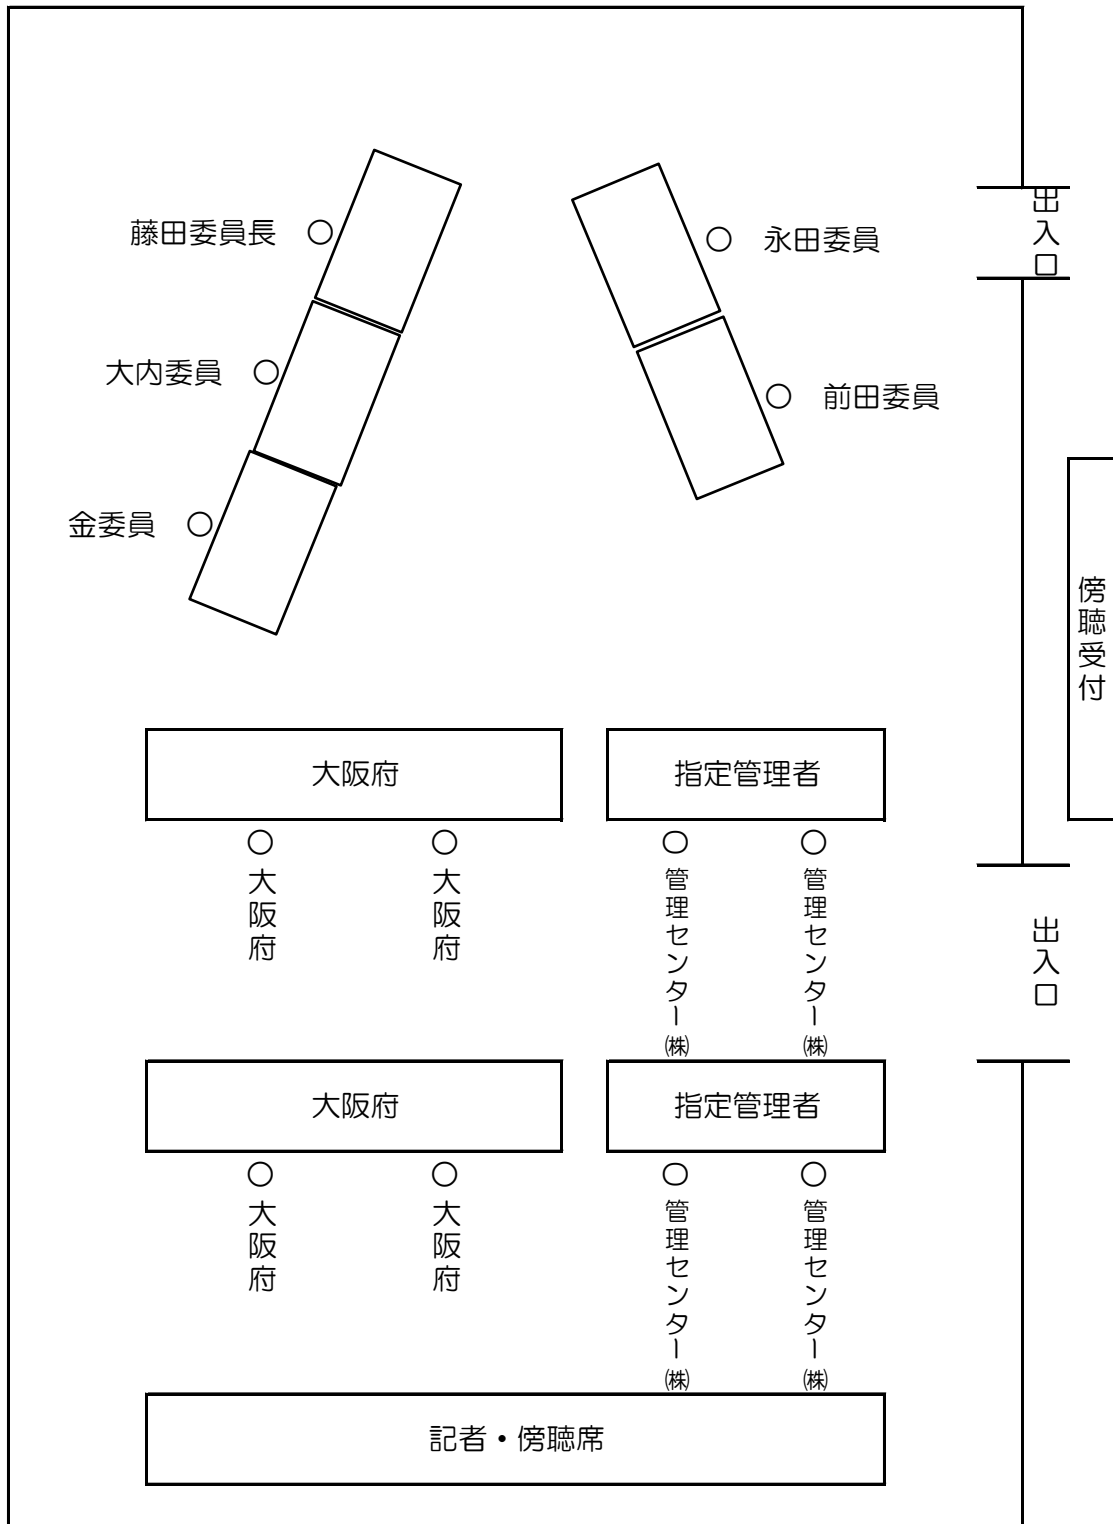 出入口
藤田委員長
永田委員
大内委員
前田委員
金委員
傍聴受付
大阪府
指定管理者
大阪府
大阪府
管理センター㈱
管理センター㈱
出入口
大阪府
指定管理者
大阪府
大阪府
管理センター㈱
管理センター㈱
記者・傍聴席